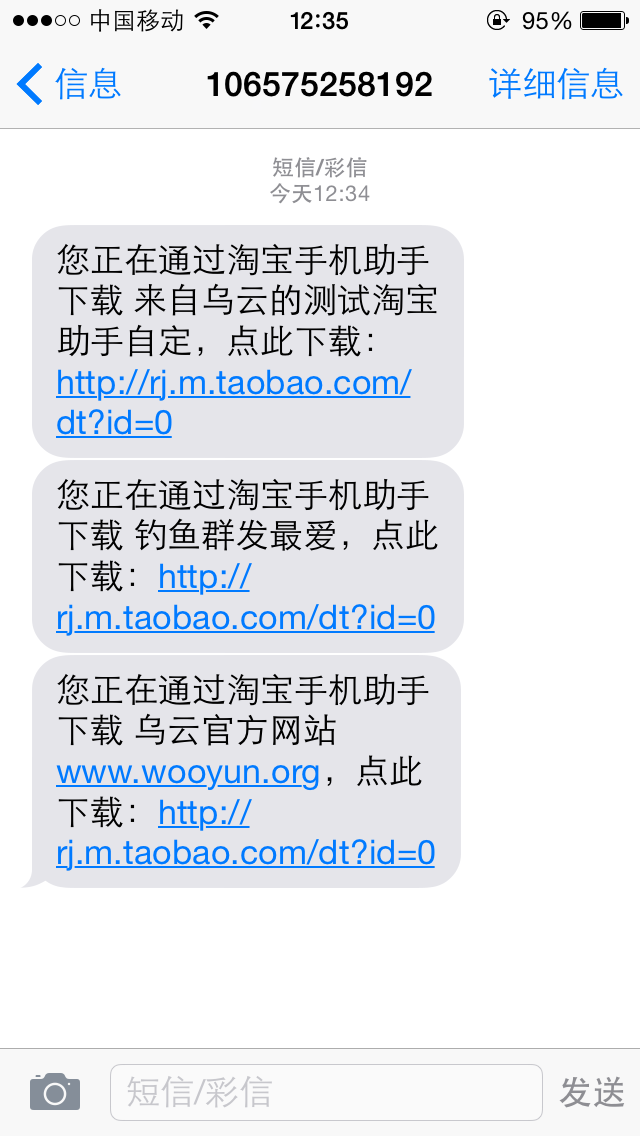 中国移动 12:35 95%
信息 106575258192 详细信息
短信/彩信
今天12:34
您正在通过淘宝手机助手
下载 来自乌云的测试淘宝
助手自定，点此下载：
http://rj.m.taobao.com/
dt?id=0
您正在通过淘宝手机助手
下载 钓鱼群发最爱，点此
下载：http://
rj.m.taobao.com/dt?id=0
您正在通过淘宝手机助手
下载 乌云官方网站
www.wooyun.org，点此
下载：http://
rj.m.taobao.com/dt?id=0
短信/彩信 发送